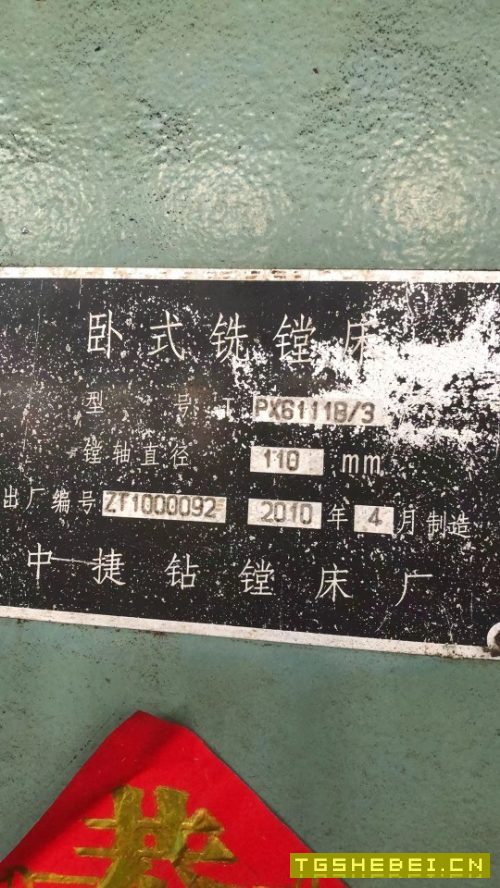 卧式铣镗床
型号 T PX6111B/3
镗轴直径 110 mm
出厂编号 ZT1000092 2010 年 4 月制造
中捷钻镗床厂
TGSHEBEI.CN